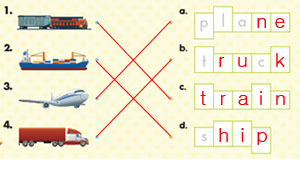 1.
a. plane
2.
b. truck
3.
c. train
4.
d. ship